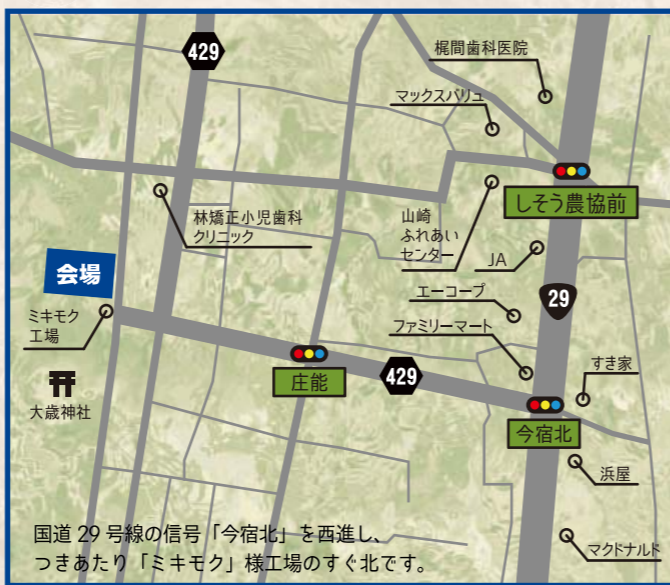 429
梶間歯科医院
マックスバリュ
しそう農協前
林矯正小児歯科
クリニック
山崎
ふれあい
センター
JA
会場
エーコープ
29
ミキモク
工場
ファミリーマート
庄能
429
すき家
大歳神社
今宿北
浜屋
国道 29 号線の信号「今宿北」を西進し、
つきあたり「ミキモク」様工場のすぐ北です。
マクドナルド